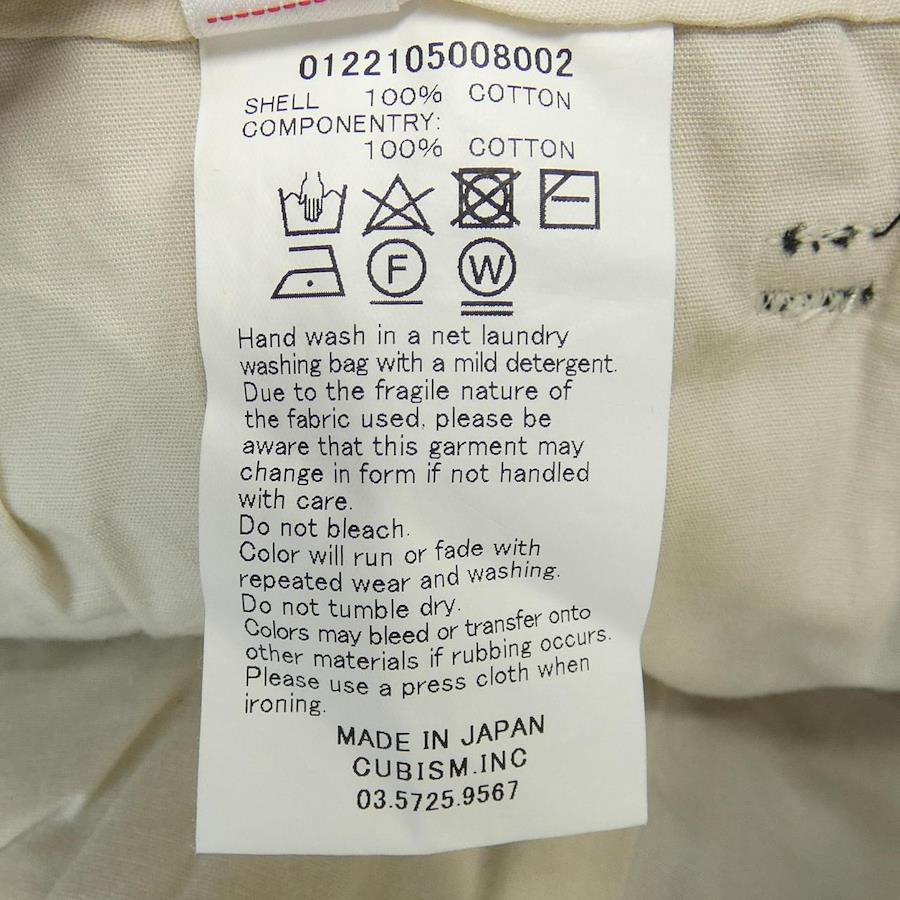 0122105008002
SHELL 100% COTTON
COMPONENTRY:
100% COTTON
F W
Hand wash in a net laundry
washing bag with a mild detergent.
Due to the fragile nature of
the fabric used, please be
aware that this garment may
change in form if not handled
with care.
Do not bleach.
Color will run or fade with
repeated wear and washing.
Do not tumble dry.
Colors may bleed or transfer onto
other materials if rubbing occurs.
Please use a press cloth when
ironing.
MADE IN JAPAN
CUBISM.INC
03.5725.9567